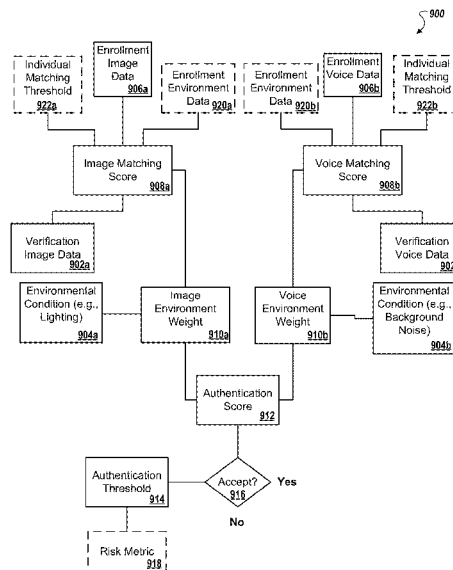 900
Individual
Matching
Threshold
922a
Enrollment
Image
Data
906a
Enrollment
Environment
Data 920a
Enrollment
Environment
Data 920b
Enrollment
Voice Data
906b
Individual
Matching
Threshold
922b
Image Matching
Score
908a
Voice Matching
Score
908b
Verification
Image Data
902a
Verification
Voice Data
902
Environmental
Condition (e.g.,
Lighting)
904a
Image
Environment
Weight
910a
Voice
Environment
Weight
910b
Environmental
Condition (e.g.,
Background
Noise)
904b
Authentication
Score
912
Authentication
Threshold
914
Accept?
916
Yes
No
Risk Metric
918